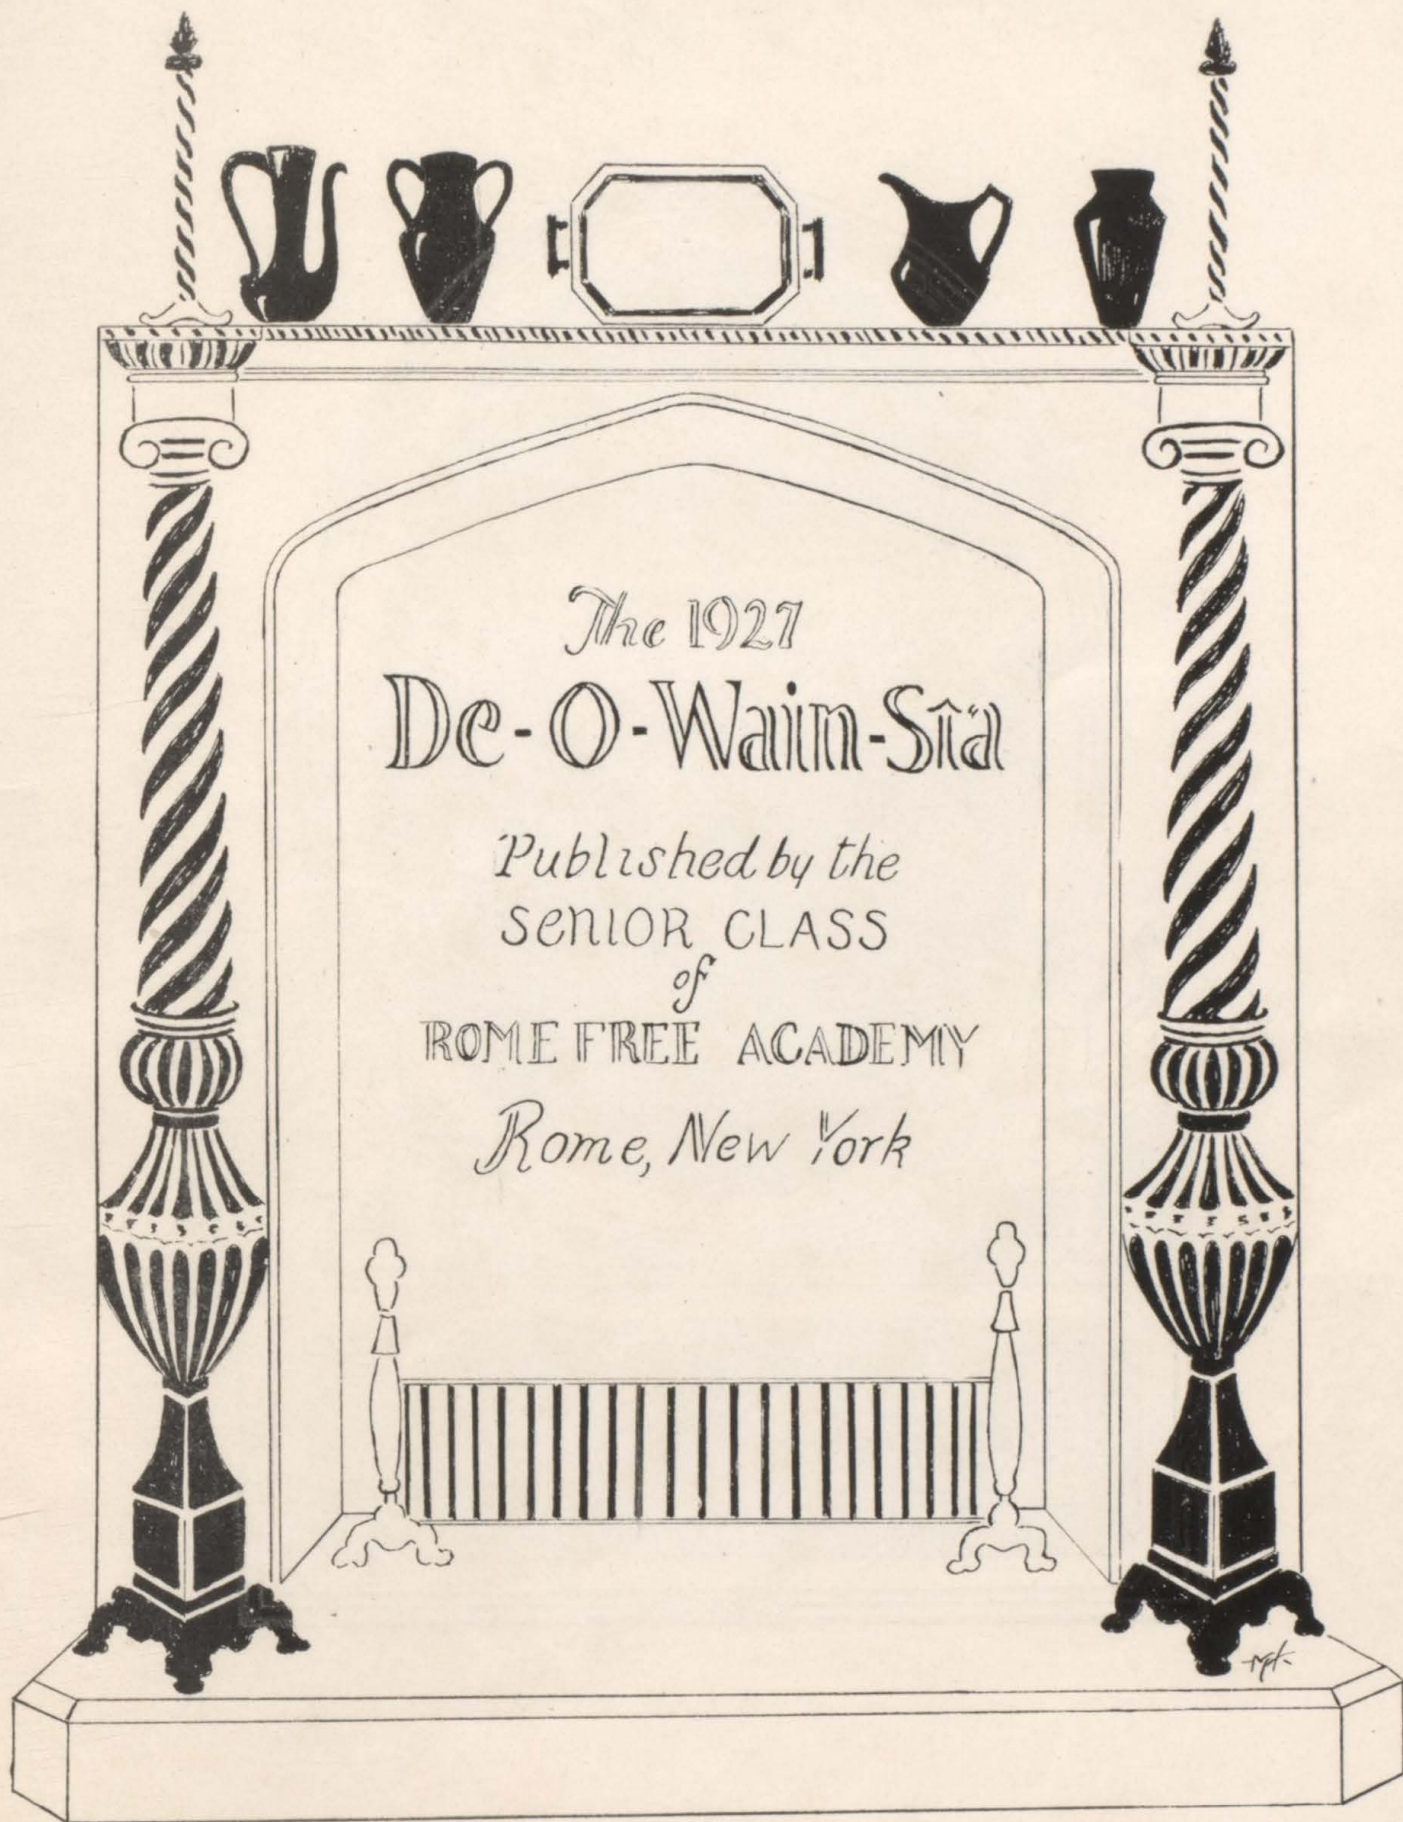 The 1927
De-O-Wain-Sta
Published by the
SENIOR CLASS
of
ROME FREE ACADEMY
Rome, New York